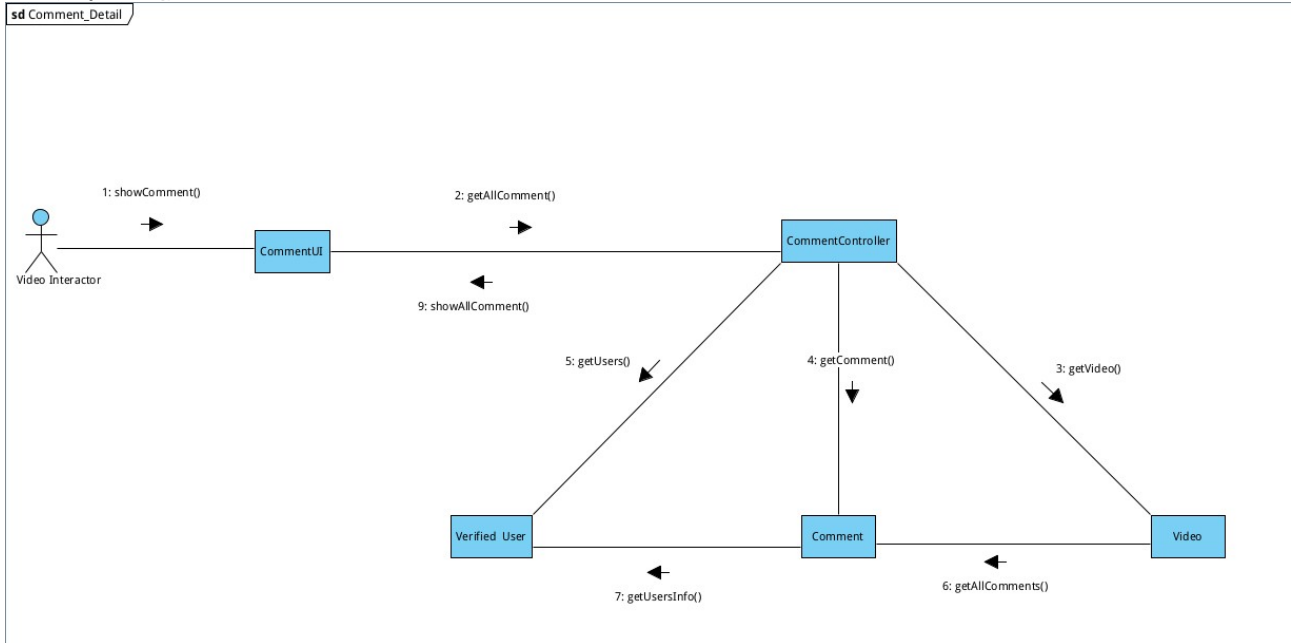 sd Comment_Detail
1: showComment()
2: getAllComment()
Video Interactor
CommentUI
CommentController
9: showAllComment()
5: getUsers()
4: getComment()
3: getVideo()
Verified User
Comment
Video
7: getUsersInfo()
6: getAllComments()